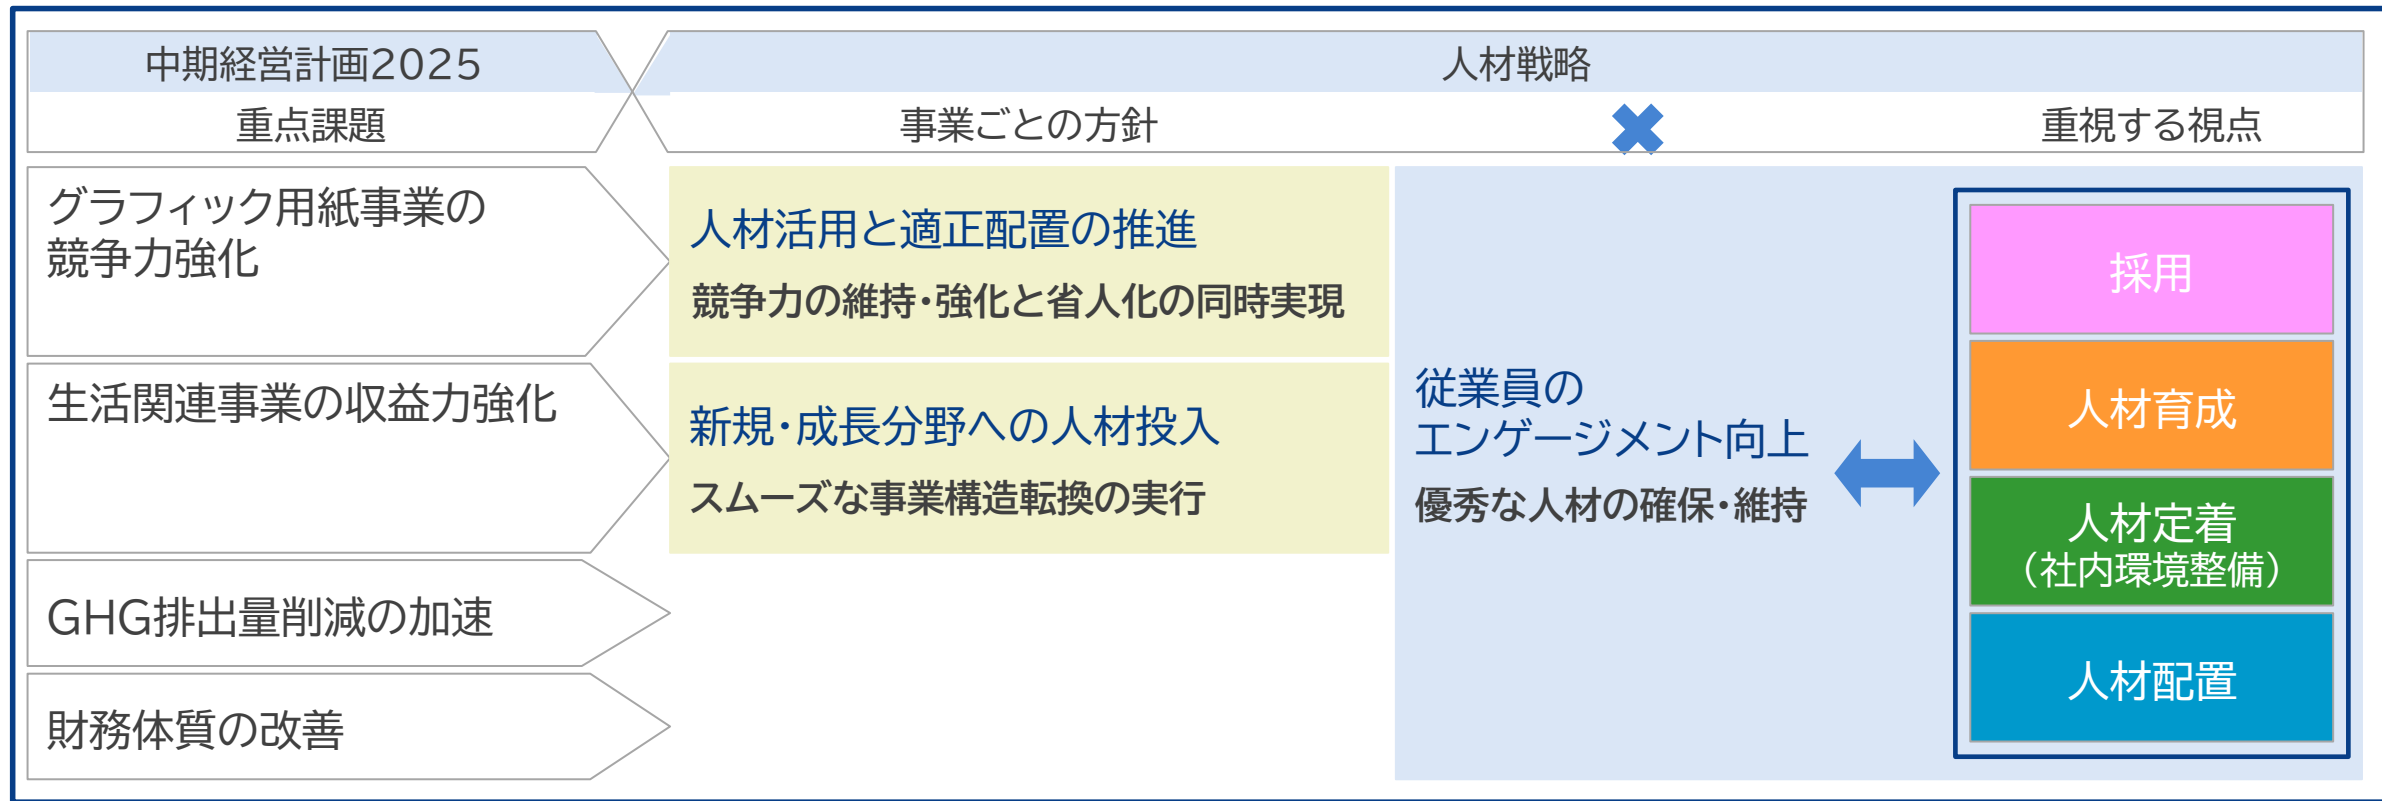 中期経営計画2025
人材戦略
重点課題
事業ごとの方針
重視する視点
グラフィック用紙事業の
競争力強化
人材活用と適正配置の推進
競争力の維持・強化と省人化の同時実現
生活関連事業の収益力強化
新規・成長分野への人材投入
スムーズな事業構造転換の実行
GHG排出量削減の加速
財務体質の改善
従業員の
エンゲージメント向上
優秀な人材の確保・維持
採用
人材育成
人材定着
（社内環境整備）
人材配置